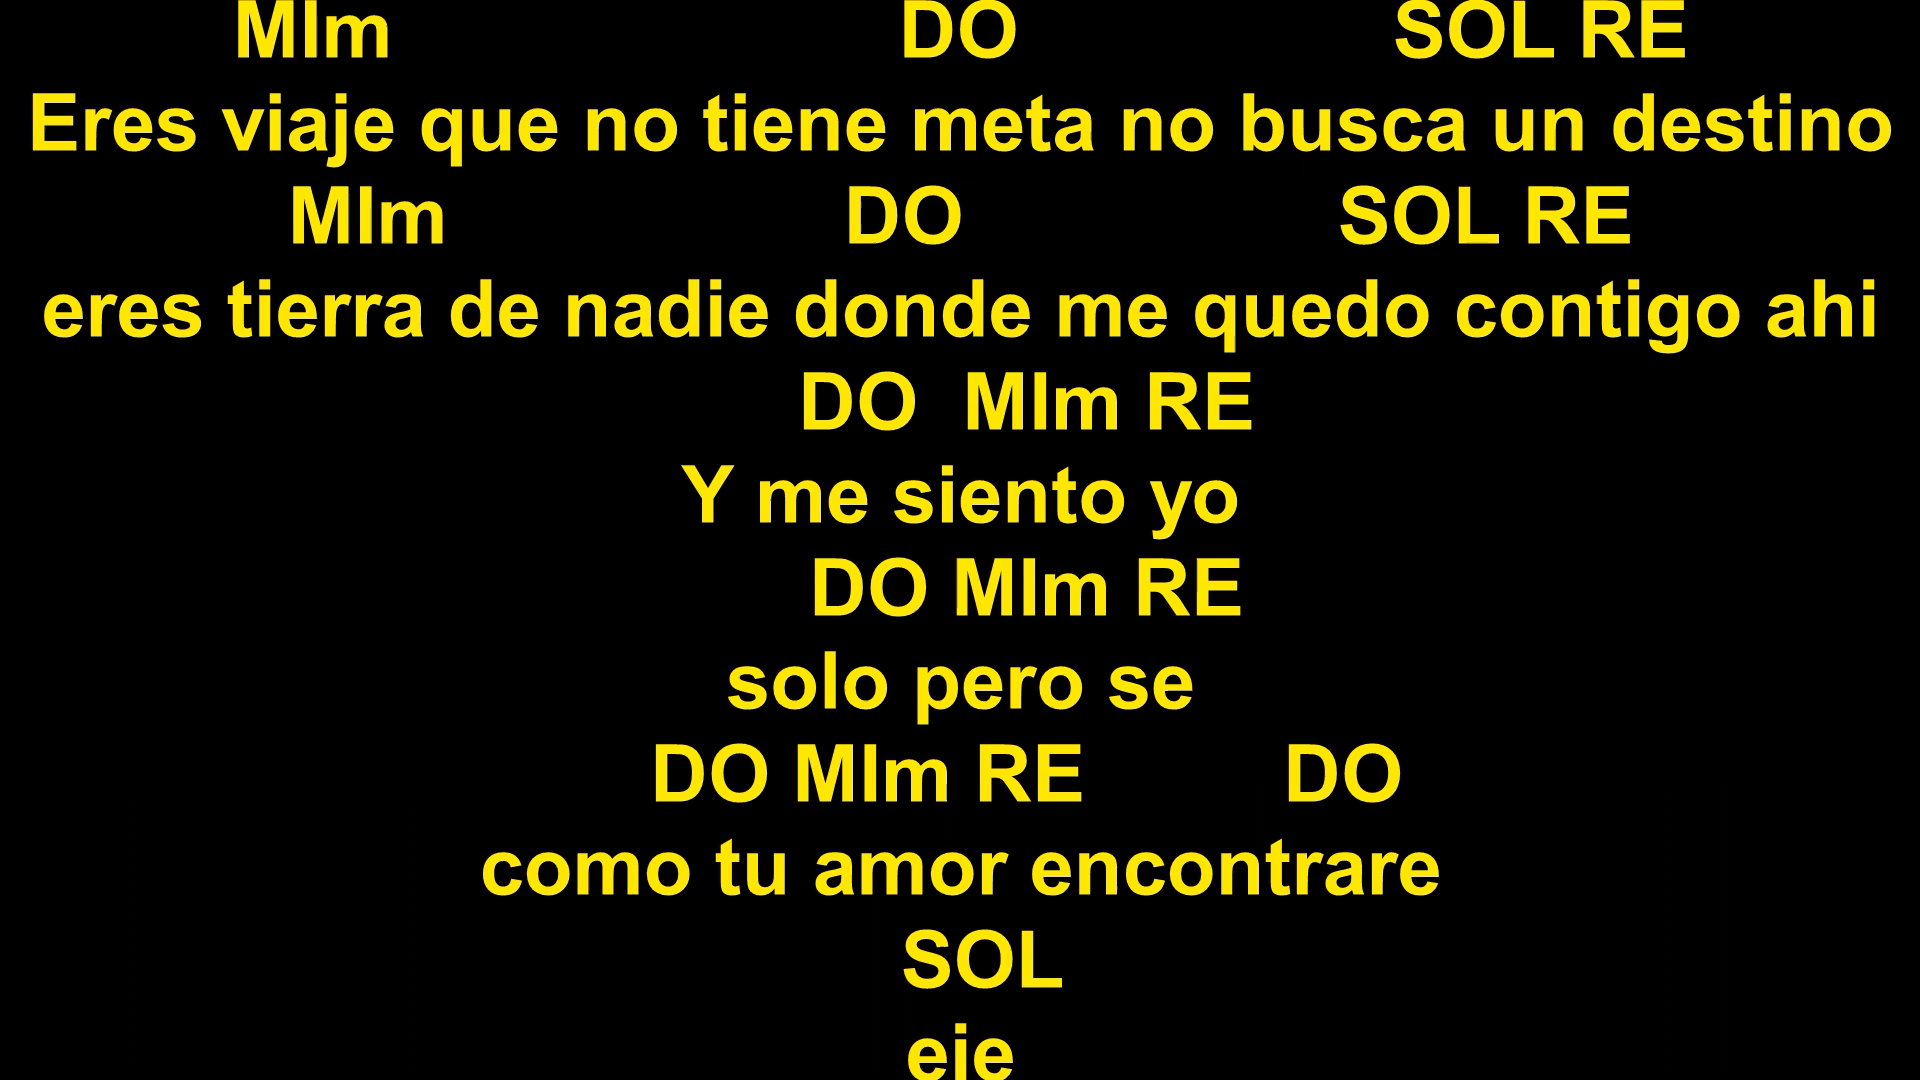 MIm DO SOL RE
Eres viaje que no tiene meta no busca un destino
MIm DO SOL RE
eres tierra de nadie donde me quedo contigo ahi
DO MIm RE
Y me siento yo
DO MIm RE
solo pero se
DO MIm RE DO
como tu amor encontrare
SOL
eje